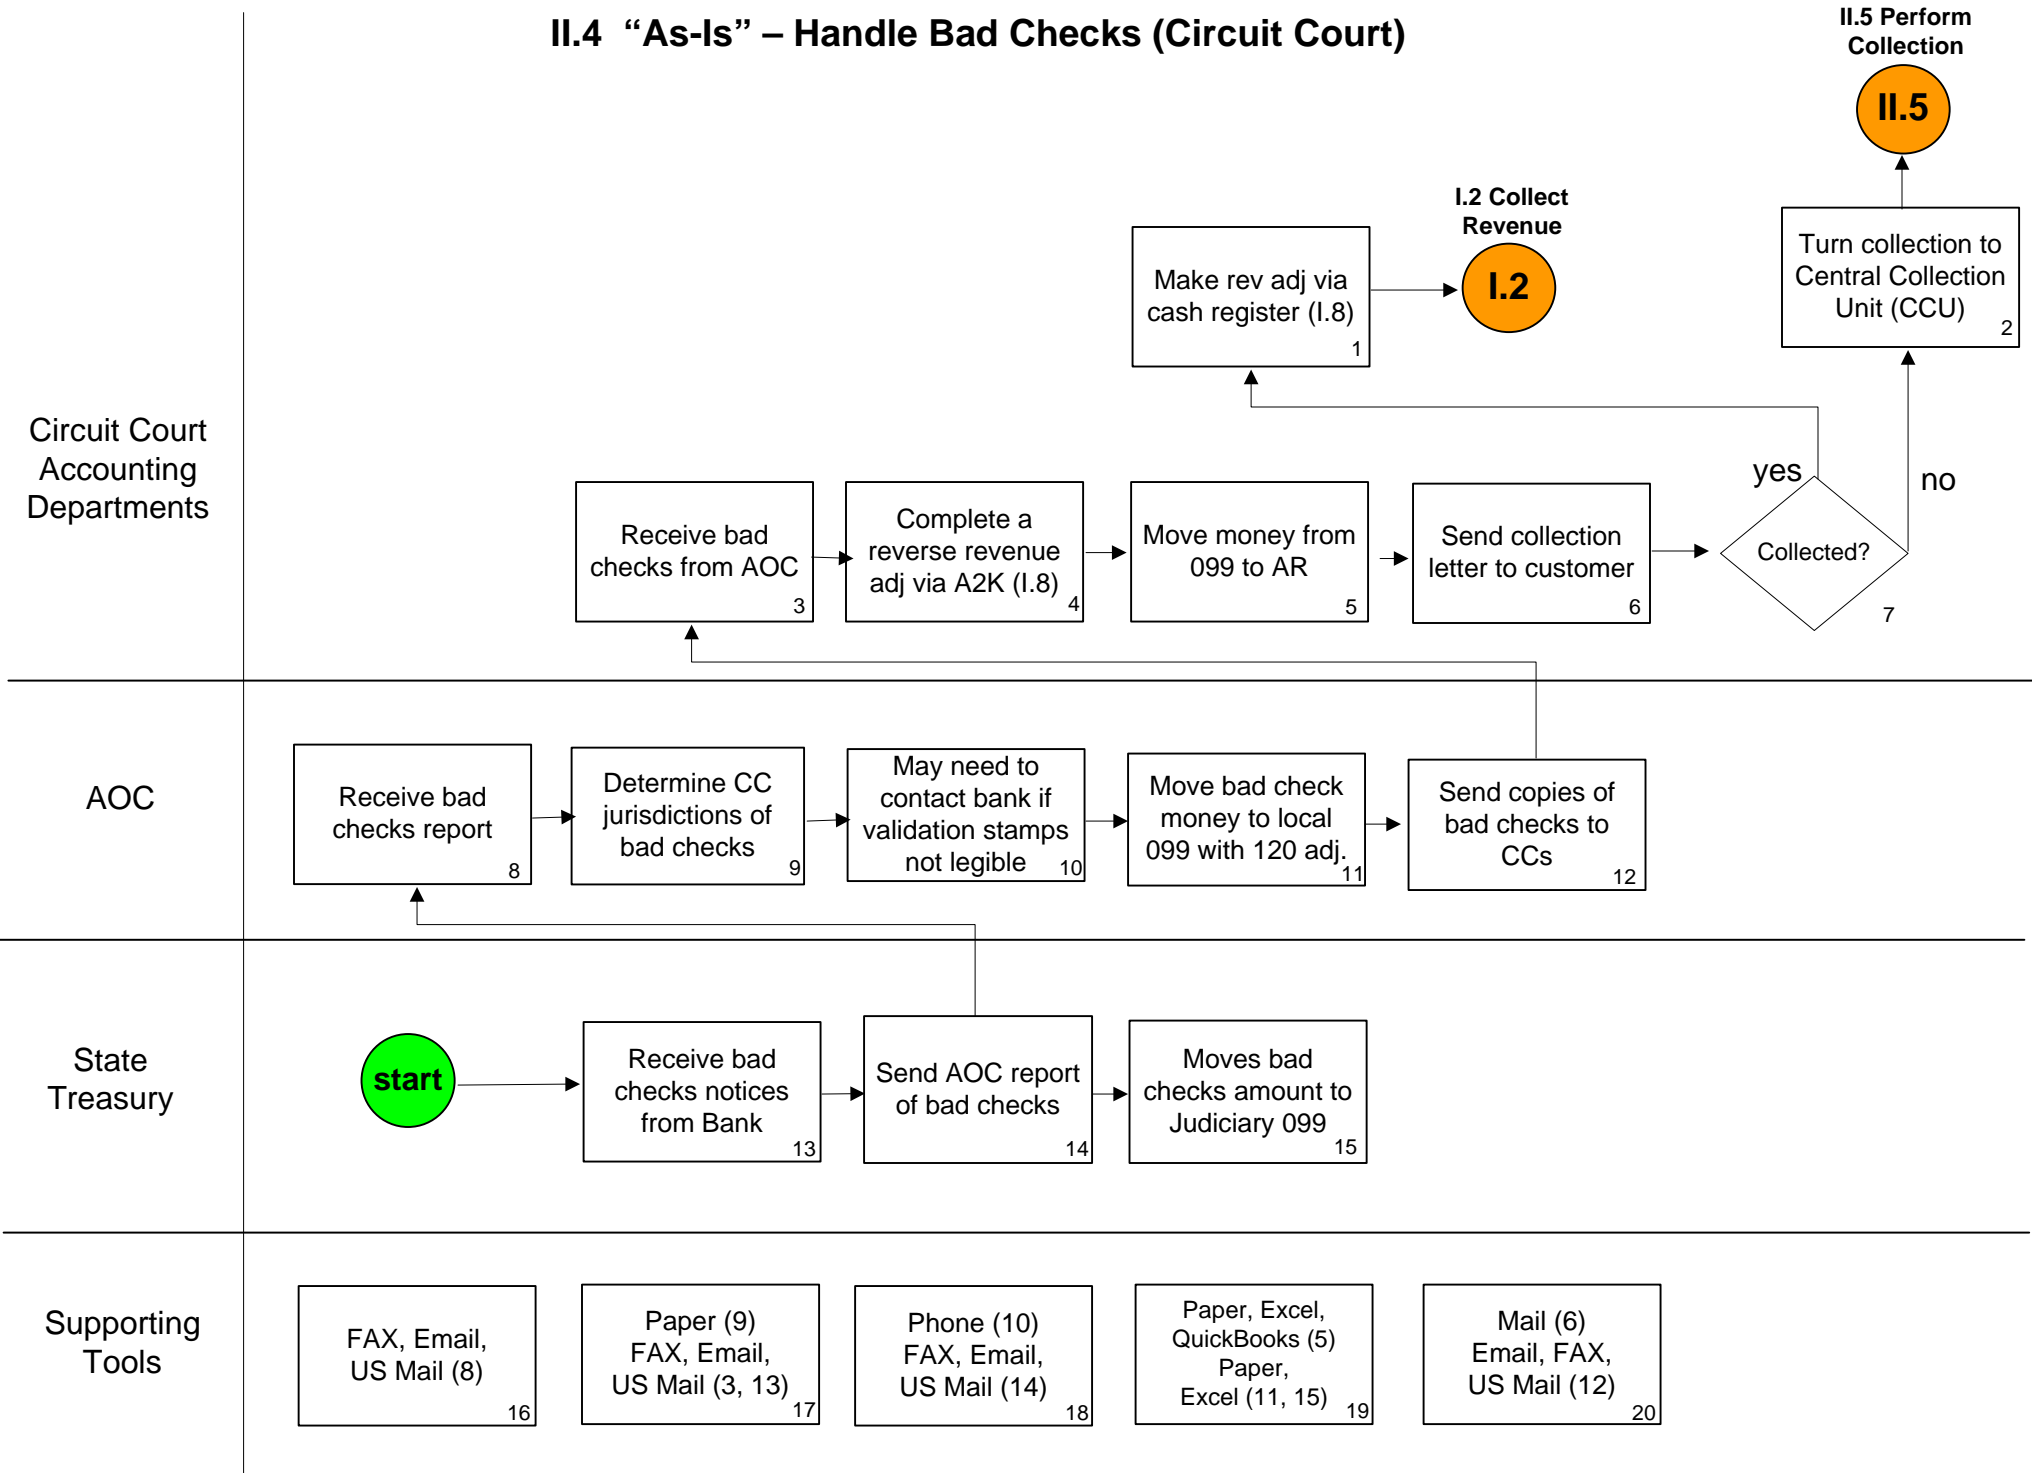 II.4 “As-Is” – Handle Bad Checks (Circuit Court)
II.5 Perform
Collection
II.5
I.2 Collect
Revenue
I.2
Make rev adj via
cash register (I.8)
1
Turn collection to
Central Collection
Unit (CCU)
2
Circuit Court
Accounting
Departments
Receive bad
checks from AOC
3
Complete a
reverse revenue
adj via A2K (I.8)
4
Move money from
099 to AR
5
Send collection
letter to customer
6
yes
no
Collected?
7
AOC
Receive bad
checks report
8
Determine CC
jurisdictions of
bad checks
9
May need to
contact bank if
validation stamps
not legible
10
Move bad check
money to local
099 with 120 adj.
11
Send copies of
bad checks to
CCs
12
State
Treasury
start
Receive bad
checks notices
from Bank
13
Send AOC report
of bad checks
14
Moves bad
checks amount to
Judiciary 099
15
Supporting
Tools
FAX, Email,
US Mail (8)
16
Paper (9)
FAX, Email,
US Mail (3, 13)
17
Phone (10)
FAX, Email,
US Mail (14)
18
Paper, Excel,
QuickBooks (5)
Paper,
Excel (11, 15)
19
Mail (6)
Email, FAX,
US Mail (12)
20